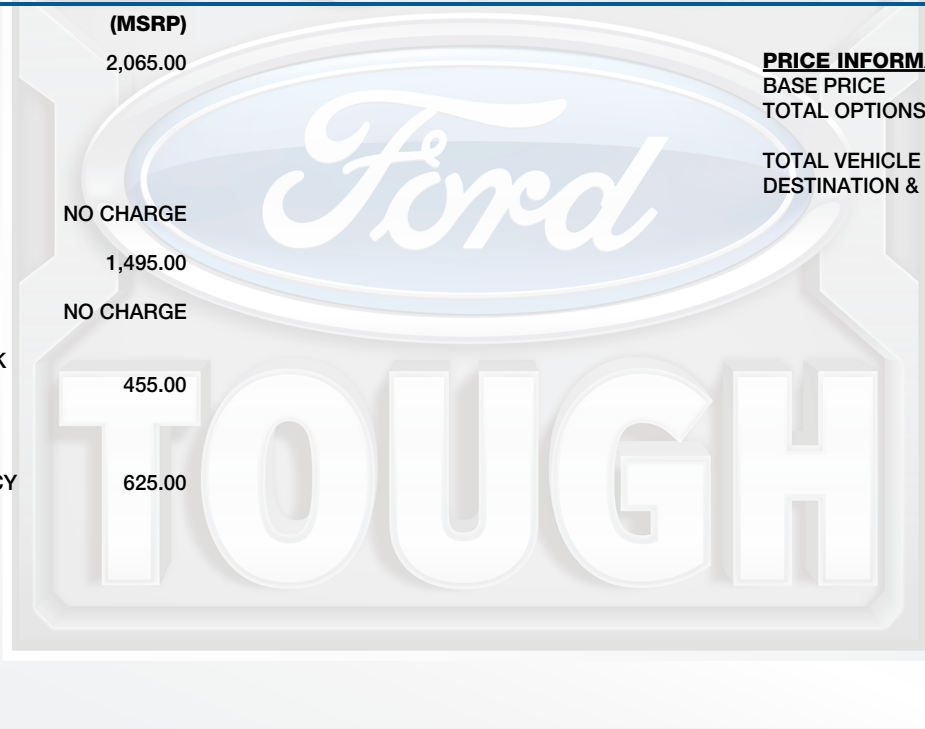 (MSRP)
2,065.00
NO CHARGE
1,495.00
NO CHARGE
K
455.00
CY
625.00
PRICE INFORMA
BASE PRICE
TOTAL OPTIONS
TOTAL VEHICLE
DESTINATION &
Ford
TOUGH